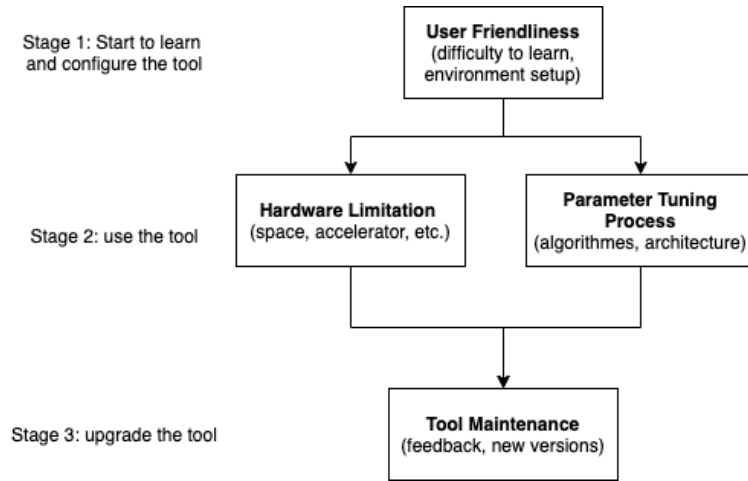 Stage 1: Start to learn
and configure the tool
User Friendliness
(difficulty to learn,
environment setup)
Stage 2: use the tool
Hardware Limitation
(space, accelerator, etc.)
Parameter Tuning
Process
(algorithmes, architecture)
Stage 3: upgrade the tool
Tool Maintenance
(feedback, new versions)